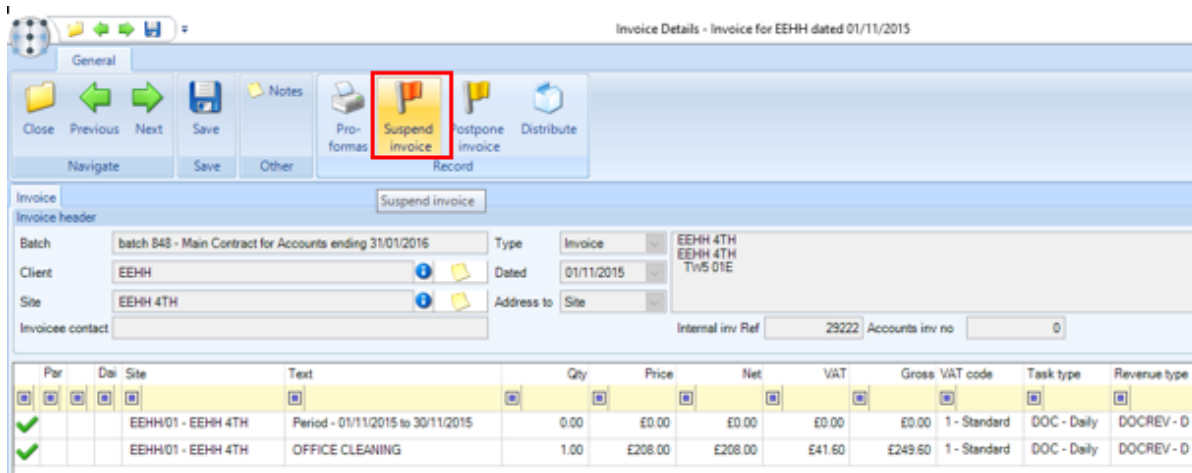 Invoice Details - Invoice for EEHH dated 01/11/2015
General
Close Previous Next Save Notes Pro-formas Suspend invoice Postpone invoice Distribute
Navigate Save Other Record
Suspend invoice
Invoice
Invoice header
Batch batch 848 - Main Contract for Accounts ending 31/01/2016 Type Invoice EEHH 4TH
EEHH 4TH
Client EEHH Dated 01/11/2015 TW5 01E
Site EEHH 4TH Address to Site
Invoicee contact Internal inv Ref 29222 Accounts inv no 0
Par Dai Site Text Qty Price Net VAT Gross VAT code Task type Revenue type
EEHH/01 - EEHH 4TH Period - 01/11/2015 to 30/11/2015 0.00 £0.00 £0.00 £0.00 £0.00 1 - Standard DOC - Daily DOCREV - D
EEHH/01 - EEHH 4TH OFFICE CLEANING 1.00 £208.00 £208.00 £41.60 £249.60 1 - Standard DOC - Daily DOCREV - D